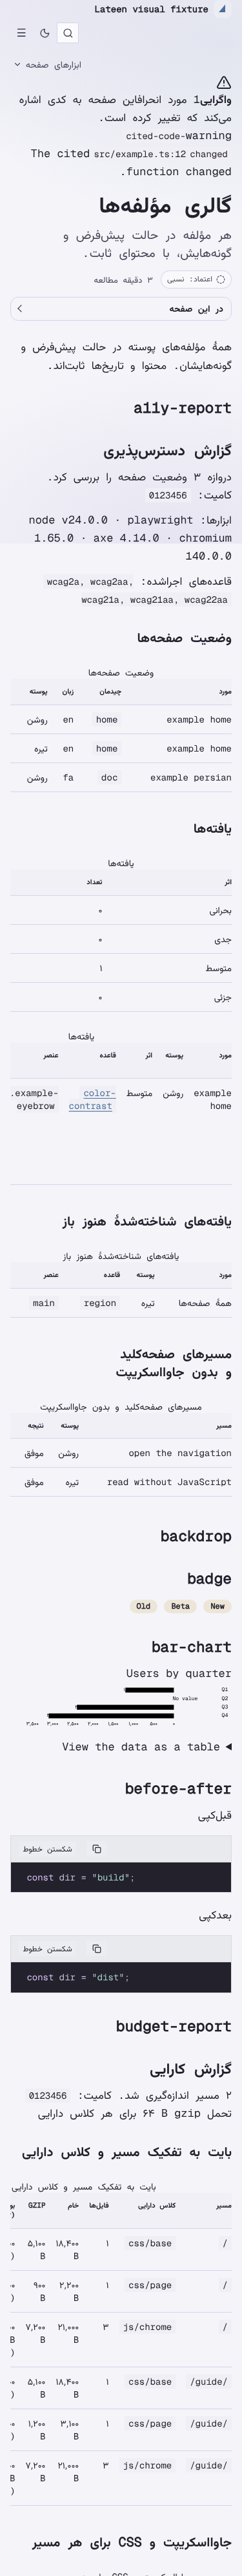 Lateen visual fixture
ابزارهای صفحه
واگرایی1 مورد انحرافاین صفحه به کدی اشاره
می‌کند که تغییر کرده است. cited-code-warning
The cited src/example.ts:12 changed
function changed.
گالری مؤلفه‌ها
هر مؤلفه در حالت پیش‌فرض و
گونه‌هایش، با محتوای ثابت.
اعتماد: نسبی
۳ دقیقه مطالعه
در این صفحه
همهٔ مؤلفه‌های پوسته در حالت پیش‌فرض و
گونه‌هایشان. محتوا و تاریخ‌ها ثابت‌اند.
a11y-report
گزارش دسترس‌پذیری
دروازه ۳ وضعیت صفحه را بررسی کرد.
کامیت: 0123456
ابزارها: node v24.0.0 · playwright
1.65.0 · axe 4.14.0 · chromium
140.0.0
قاعده‌های اجراشده: wcag2a, wcag2aa,
wcag21a, wcag21aa, wcag22aa
وضعیت صفحه‌ها
وضعیت صفحه‌ها
مورد چیدمان زبان پوسته
example home home en روشن
example home home en تیره
example persian doc fa روشن
یافته‌ها
یافته‌ها
اثر تعداد
بحرانی ۰
جدی ۰
متوسط ۱
جزئی ۰
یافته‌ها
مورد پوسته اثر قاعده عنصر
example home روشن متوسط color-contrast .example-eyebrow
یافته‌های شناخته‌شدهٔ هنوز باز
یافته‌های شناخته‌شدهٔ هنوز باز
مورد پوسته قاعده عنصر
همهٔ صفحه‌ها تیره region main
مسیرهای صفحه‌کلید
و بدون جاوااسکریپت
مسیرهای صفحه‌کلید و بدون جاوااسکریپت
مسیر پوسته نتیجه
open the navigation روشن موفق
read without JavaScript تیره موفق
backdrop
badge
New Beta Old
bar-chart
Users by quarter
Q1
Q2 No value
Q3
Q4
۰ ۵۰۰ ۱,۰۰۰ ۱,۵۰۰ ۲,۰۰۰ ۲,۵۰۰ ۳,۰۰۰ ۳,۵۰۰
View the data as a table
before-after
قبل‌کپی
شکستن خطوط
const dir = "build";
بعدکپی
شکستن خطوط
const dir = "dist";
budget-report
گزارش کارایی
۲ مسیر اندازه‌گیری شد. کامیت: 0123456
تحمل ۶۴ B gzip برای هر کلاس دارایی
بایت به تفکیک مسیر و کلاس دارایی
بایت به تفکیک مسیر و کلاس دارایی
مسیر کلاس دارایی فایل‌ها خام GZIP
/ css/base ۱ ۱۸,۴۰۰ ۵,۱۰۰ B
/ css/page ۱ ۲,۲۰۰ ۹۰۰ B
/ js/chrome ۳ ۲۱,۰۰۰ ۷,۲۰۰ B
/guide/ css/base ۱ ۱۸,۴۰۰ ۵,۱۰۰ B
/guide/ css/page ۱ ۳,۱۰۰ ۱,۲۰۰ B
/guide/ js/chrome ۳ ۲۱,۰۰۰ ۷,۲۰۰ B
جاوااسکریپت و CSS برای هر مسیر